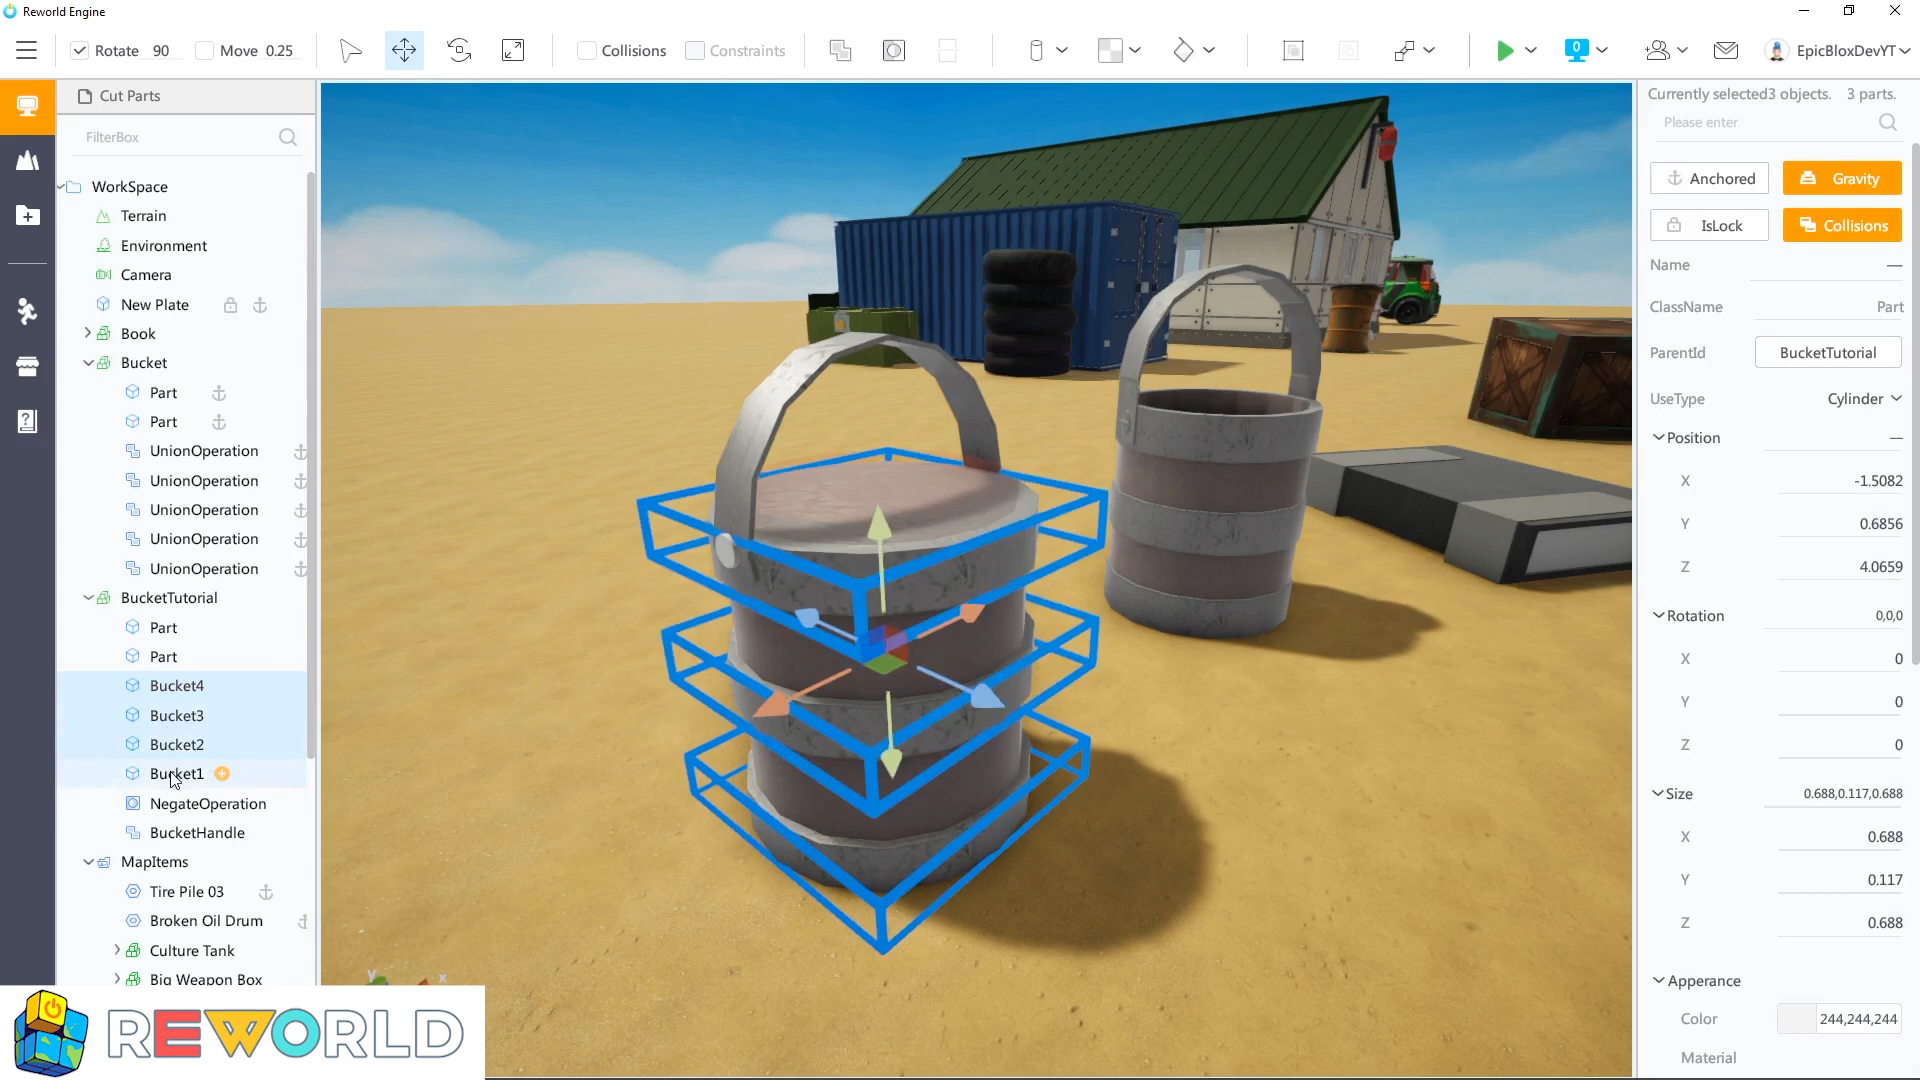 Reworld Engine
Rotate 90 Move 0.25 Collisions Constraints 0 EpicBloxDevYT
Cut Parts
FilterBox
WorkSpace
Terrain
Environment
Camera
New Plate
Book
Bucket
Part
Part
UnionOperation
UnionOperation
UnionOperation
UnionOperation
UnionOperation
BucketTutorial
Part
Part
Bucket4
Bucket3
Bucket2
Bucket1
NegateOperation
BucketHandle
MapItems
Tire Pile 03
Broken Oil Drum
Culture Tank
Big Weapon Box
REWORLD
Currently selected3 objects. 3 parts.
Please enter
Anchored Gravity
IsLock Collisions
Name —
ClassName Part
ParentId BucketTutorial
UseType Cylinder
Position —
X -1.5082
Y 0.6856
Z 4.0659
Rotation 0,0,0
X 0
Y 0
Z 0
Size 0.688,0.117,0.688
X 0.688
Y 0.117
Z 0.688
Apperance
Color 244,244,244
Material